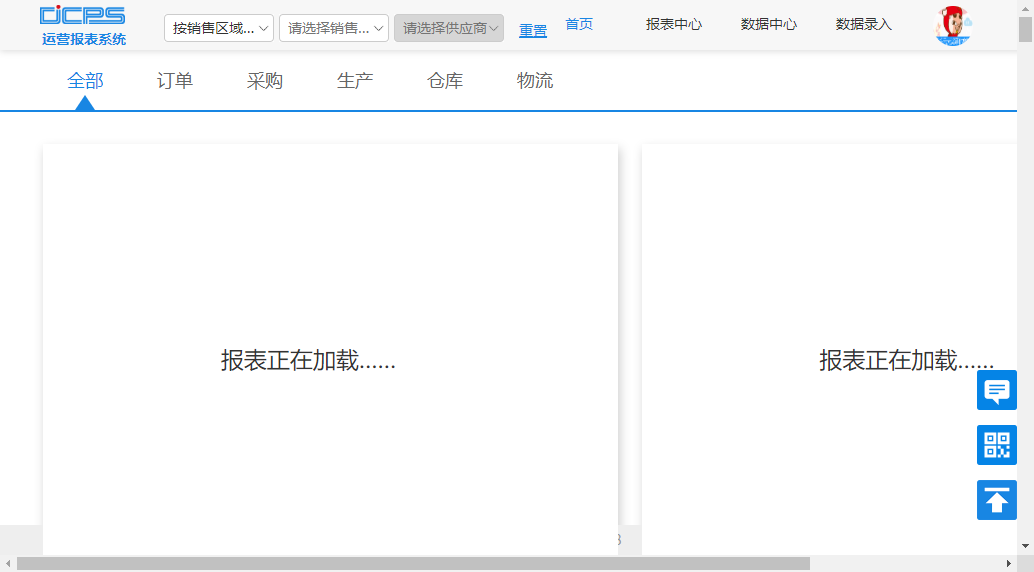 CICPS
运营报表系统
按销售区域...
请选择销售...
请选择供应商
重置
首页
报表中心
数据中心
数据录入
全部
订单
采购
生产
仓库
物流
报表正在加载......
报表正在加载......